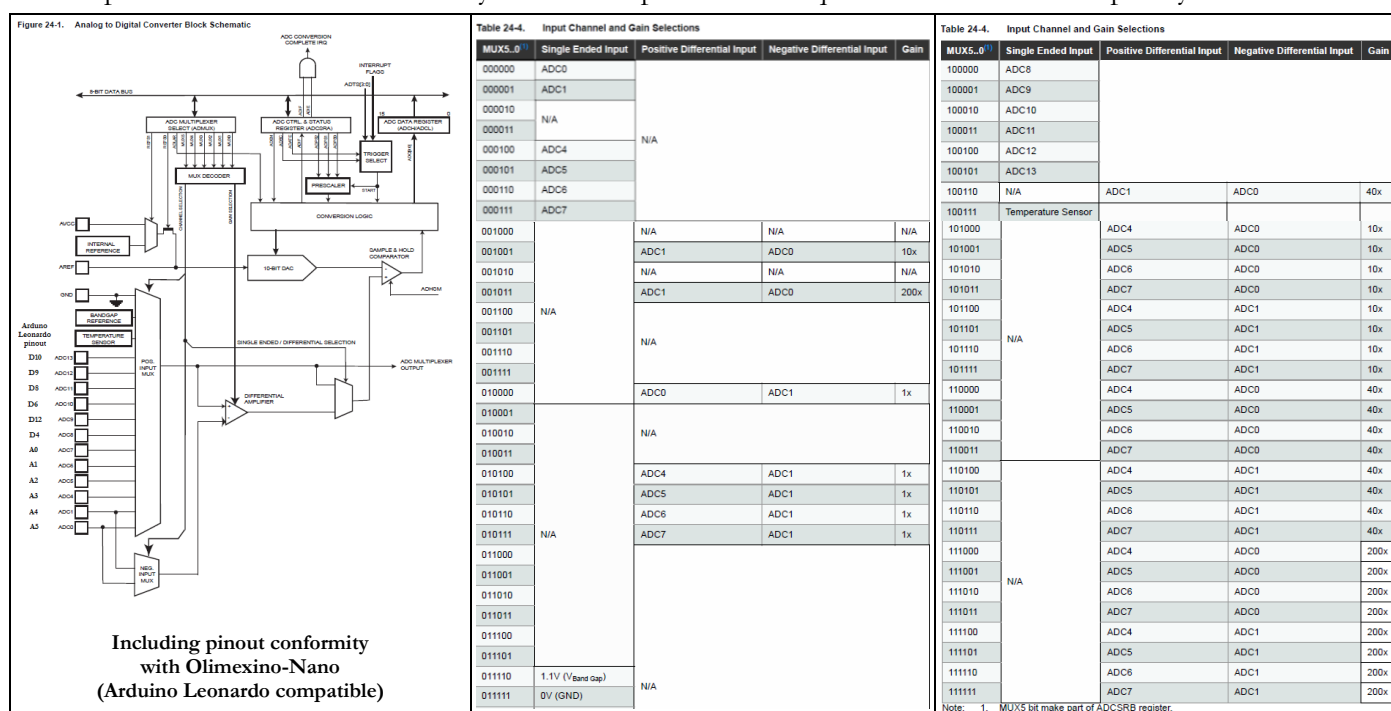 Figure 24-1. Analog to Digital Converter Block Schematic
ADC CONVERSION
COMPLETE IRQ
INTERRUPT
FLAGS
ADTS[3:0]
8-BIT DATA BUS
15
0
ADC MULTIPLEXER
SELECT (ADMUX)
ADC CTRL. & STATUS
REGISTER (ADCSRA)
ADC DATA REGISTER
(ADCH/ADCL)
TRIGGER
SELECT
MUX DECODER
PRESCALER
START
CHANNEL SELECTION
GAIN SELECTION
CONVERSION LOGIC
AVCC
INTERNAL
REFERENCE
SAMPLE & HOLD
COMPARATOR
AREF
10-BIT DAC
-
+
ADHSM
GND
BANDGAP
REFERENCE
TEMPERATURE
SENSOR
Arduno
Leonardo
pinout
SINGLE ENDED / DIFFERENTIAL SELECTION
D10 ADC13
D9 ADC12
D8 ADC11
D6 ADC10
D12 ADC9
D4 ADC8
A0 ADC7
A1 ADC6
A2 ADC5
A3 ADC4
A4 ADC1
A5 ADC0
POS.
INPUT
MUX
ADC MULTIPLEXER
OUTPUT
DIFFERENTIAL
AMPLIFIER
+
-
NEG.
INPUT
MUX
Including pinout conformity
with Olimexino-Nano
(Arduino Leonardo compatible)
Table 24-4. Input Channel and Gain Selections
MUX5..0(1) Single Ended Input Positive Differential Input Negative Differential Input Gain
000000 ADC0
000001 ADC1
000010
N/A
000011
N/A
000100 ADC4
000101 ADC5
000110 ADC6
000111 ADC7
001000 N/A N/A N/A
001001 ADC1 ADC0 10x
001010 N/A N/A N/A
001011 ADC1 ADC0 200x
001100 N/A
001101
N/A
001110
001111
010000 ADC0 ADC1 1x
010001
010010 N/A
010011
010100 ADC4 ADC1 1x
010101 ADC5 ADC1 1x
010110 ADC6 ADC1 1x
010111 N/A ADC7 ADC1 1x
011000
011001
011010
011011
011100
011101
011110 1.1V (VBand Gap)
N/A
011111 0V (GND)
Table 24-4. Input Channel and Gain Selections
MUX5..0(1) Single Ended Input Positive Differential Input Negative Differential Input Gain
100000 ADC8
100001 ADC9
100010 ADC10
100011 ADC11
100100 ADC12
100101 ADC13
100110 N/A ADC1 ADC0 40x
100111 Temperature Sensor
101000 ADC4 ADC0 10x
101001 ADC5 ADC0 10x
101010 ADC6 ADC0 10x
101011 ADC7 ADC0 10x
101100 ADC4 ADC1 10x
101101 ADC5 ADC1 10x
N/A
101110 ADC6 ADC1 10x
101111 ADC7 ADC1 10x
110000 ADC4 ADC0 40x
110001 ADC5 ADC0 40x
110010 ADC6 ADC0 40x
110011 ADC7 ADC0 40x
110100 ADC4 ADC1 40x
110101 ADC5 ADC1 40x
110110 ADC6 ADC1 40x
110111 ADC7 ADC1 40x
111000 ADC4 ADC0 200x
111001 ADC5 ADC0 200x
N/A
111010 ADC6 ADC0 200x
111011 ADC7 ADC0 200x
111100 ADC4 ADC1 200x
111101 ADC5 ADC1 200x
111110 ADC6 ADC1 200x
111111 ADC7 ADC1 200x
Note: 1. MUX5 bit make part of ADCSRB register.